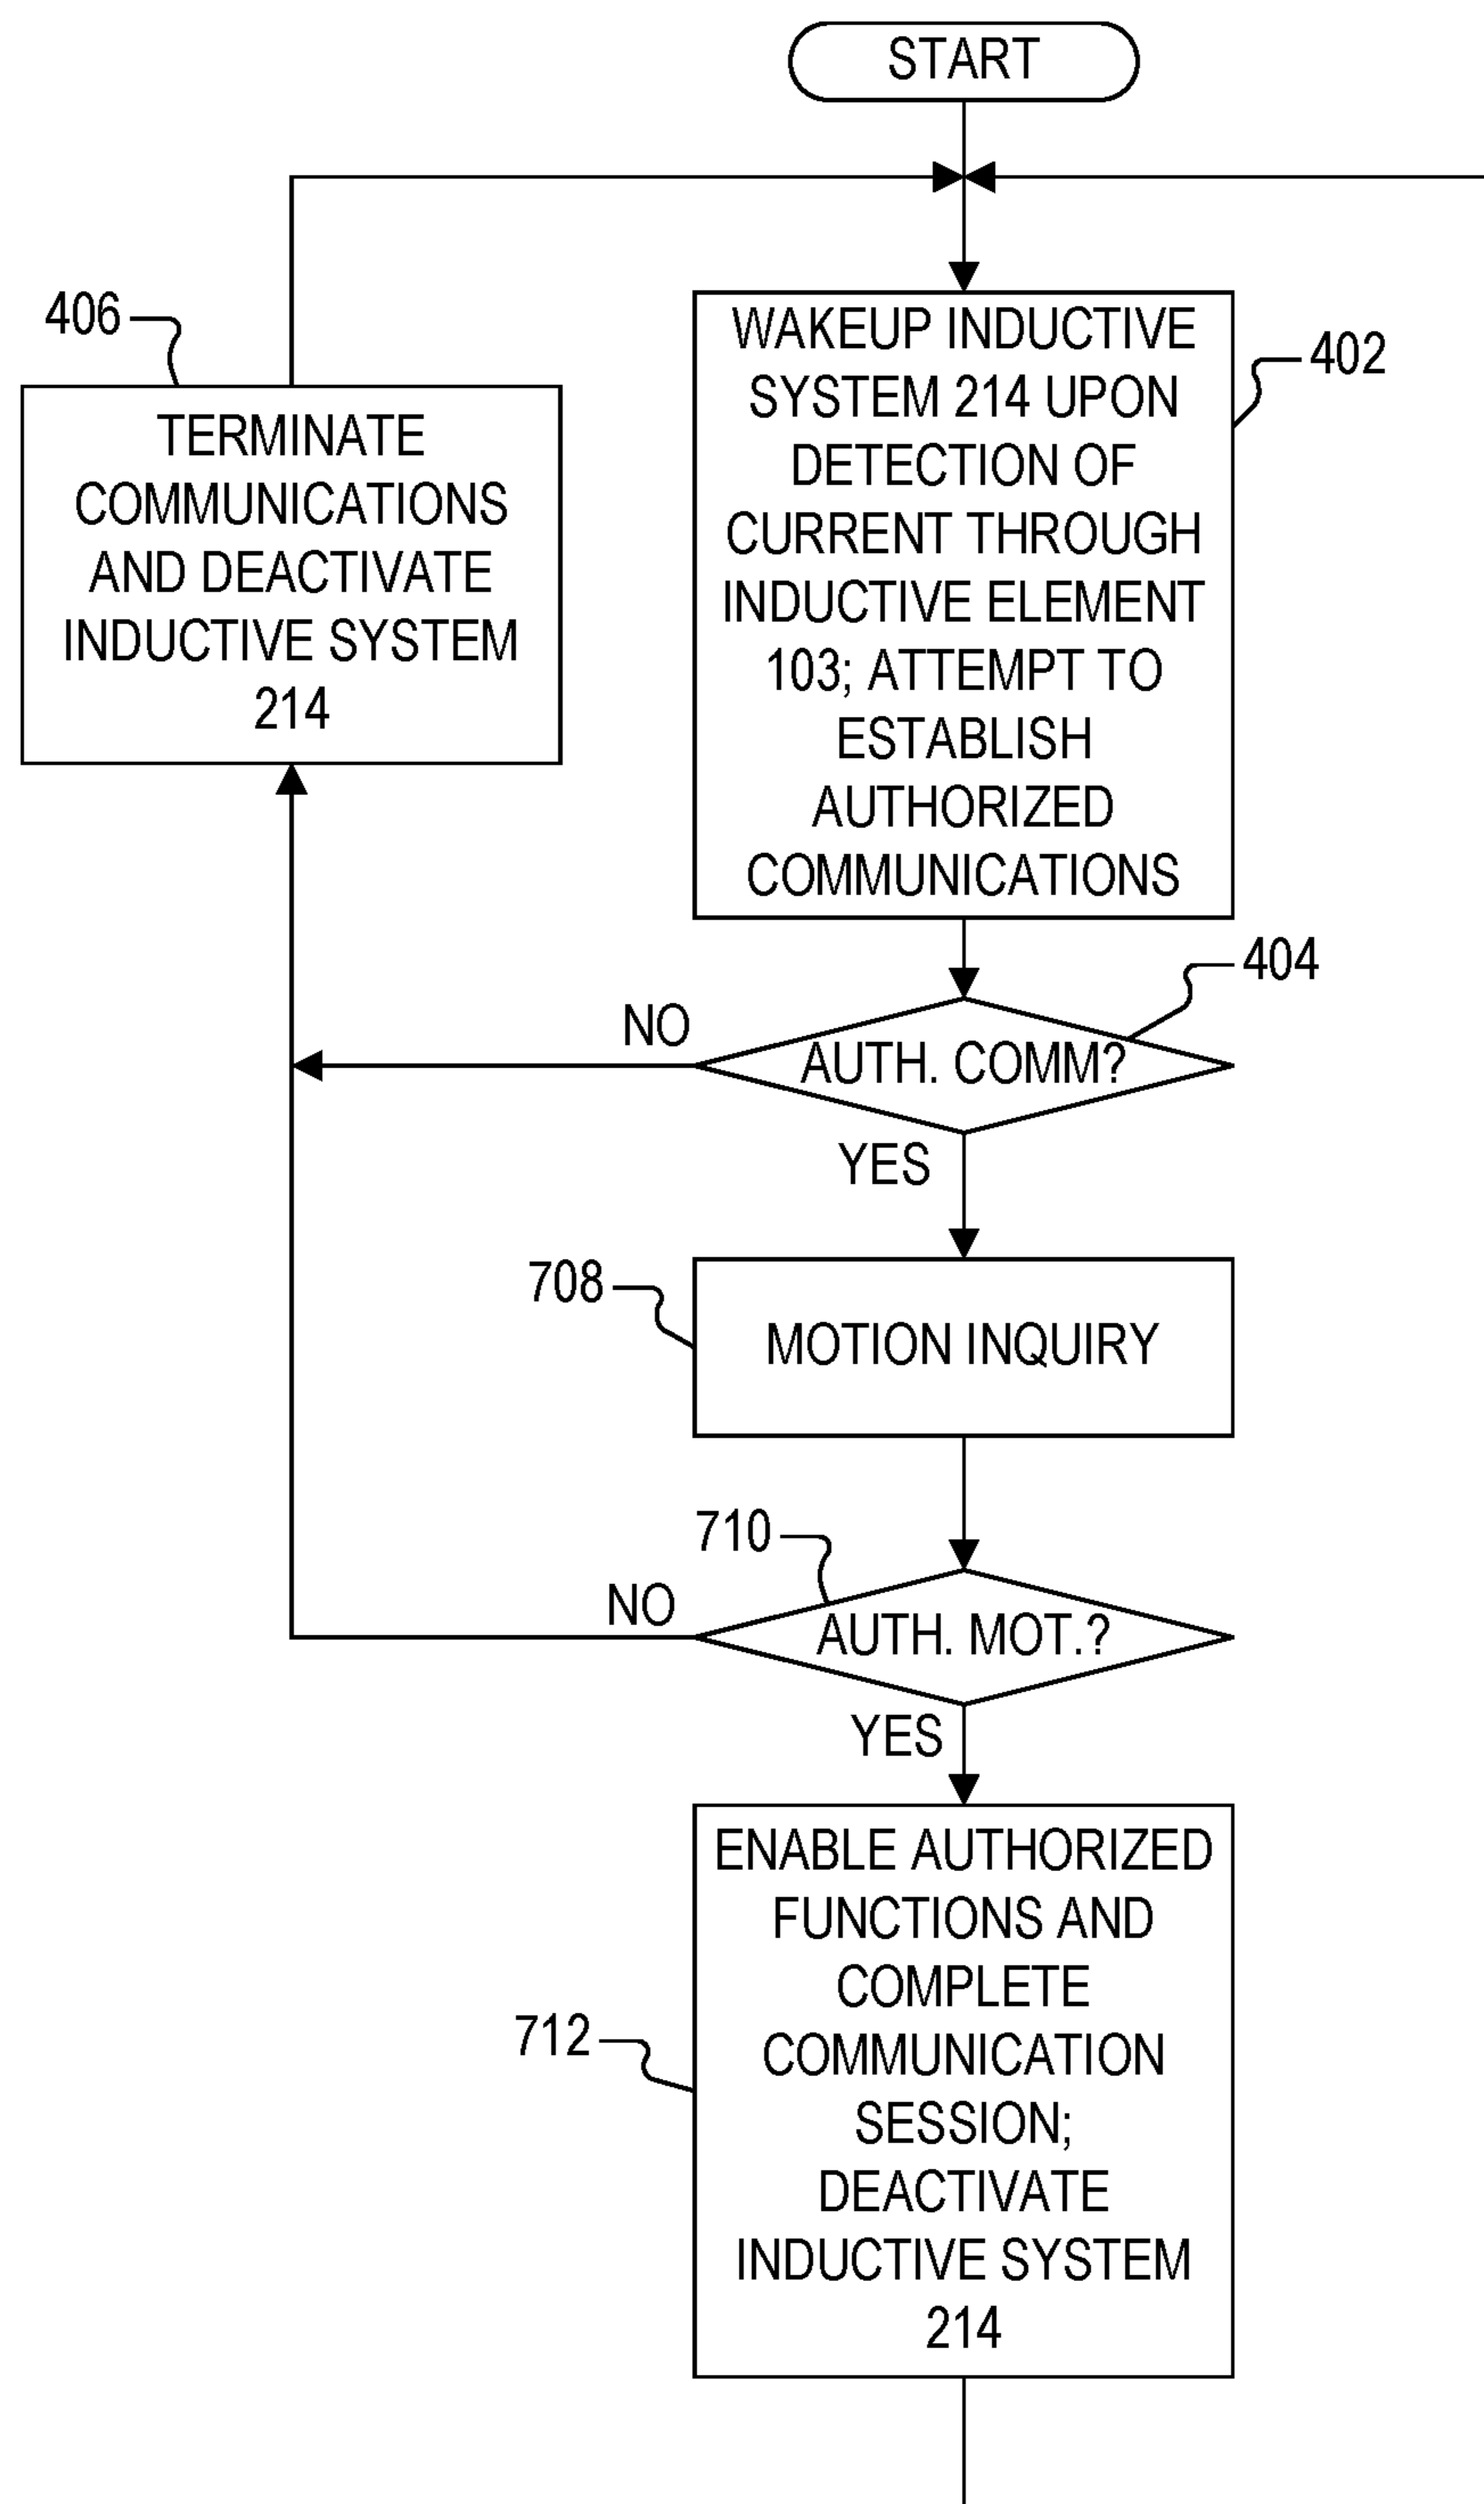 START
406
TERMINATE
COMMUNICATIONS
AND DEACTIVATE
INDUCTIVE SYSTEM
214
WAKEUP INDUCTIVE
SYSTEM 214 UPON
DETECTION OF
CURRENT THROUGH
INDUCTIVE ELEMENT
103; ATTEMPT TO
ESTABLISH
AUTHORIZED
COMMUNICATIONS
402
404
NO
AUTH. COMM?
YES
708
MOTION INQUIRY
710
NO
AUTH. MOT.?
YES
712
ENABLE AUTHORIZED
FUNCTIONS AND
COMPLETE
COMMUNICATION
SESSION;
DEACTIVATE
INDUCTIVE SYSTEM
214